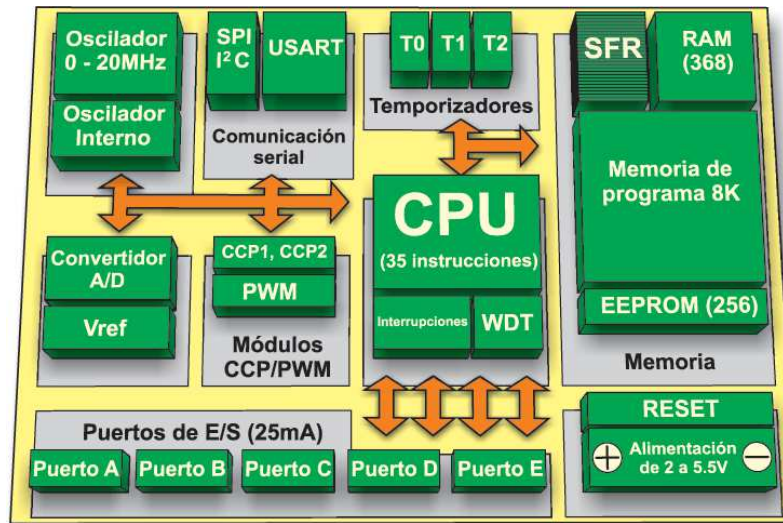 Oscilador
0 - 20MHz
Oscilador
Interno
SPI
I²C
USART
Comunicación
serial
T0
T1
T2
Temporizadores
SFR
RAM
(368)
Memoria de
programa 8K
EEPROM (256)
Memoria
CPU
(35 instrucciones)
Interrupciones
WDT
Convertidor
A/D
Vref
CCP1, CCP2
PWM
Módulos
CCP/PWM
Puertos de E/S (25mA)
Puerto A
Puerto B
Puerto C
Puerto D
Puerto E
RESET
+
Alimentación
de 2 a 5.5V
−